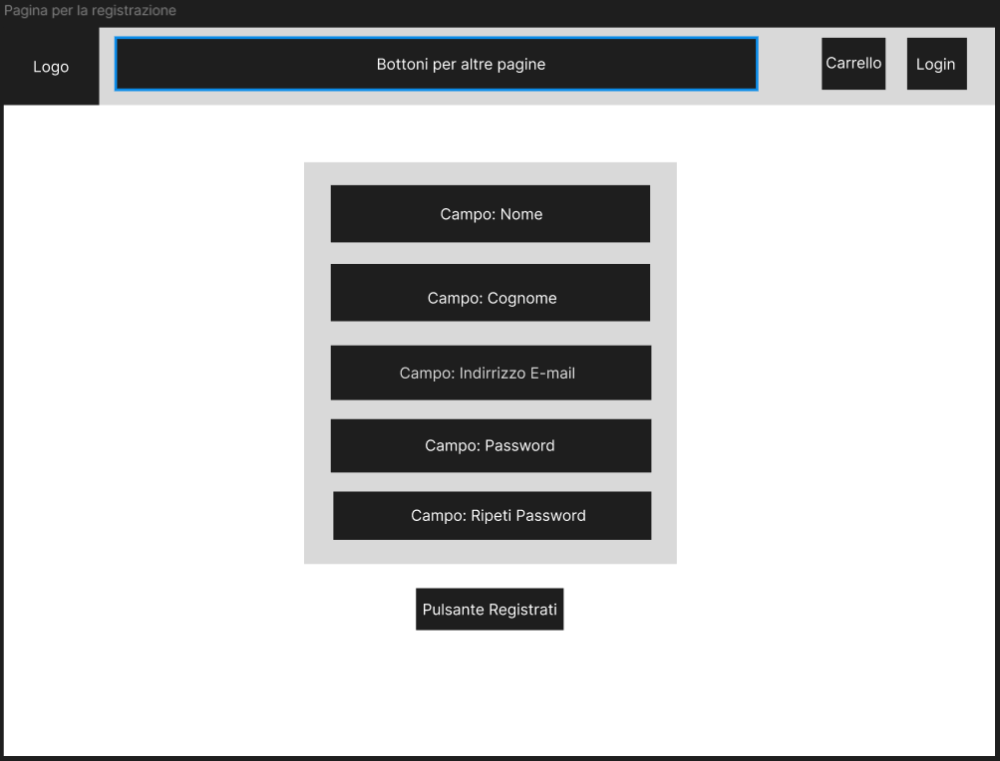 Pagina per la registrazione
Logo
Bottoni per altre pagine
Carrello
Login
Campo: Nome
Campo: Cognome
Campo: Indirrizzo E-mail
Campo: Password
Campo: Ripeti Password
Pulsante Registrati